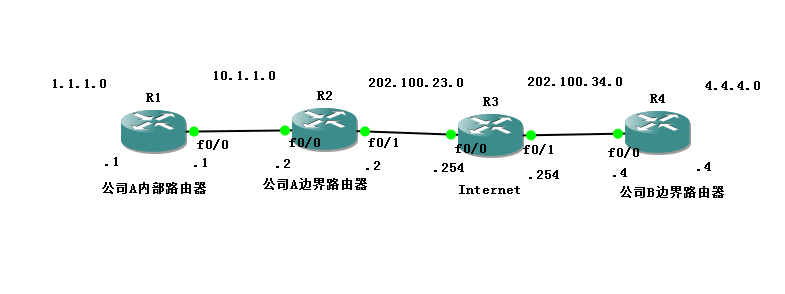 1.1.1.0
10.1.1.0
202.100.23.0
202.100.34.0
4.4.4.0
R1
R2
R3
R4
f0/0
f0/0
f0/1
f0/0
f0/1
f0/0
.1
.1
.2
.2
.254
.254
.4
.4
公司A内部路由器
公司A边界路由器
Internet
公司B边界路由器